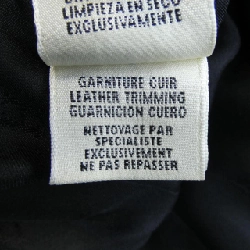 LIMPIEZA EN SECO
EXCLUSIVAMENTE
GARNITURE CUIR
LEATHER TRIMMING
GUARNICION CUERO
NETTOYAGE PAR
SPECIALISTE
EXCLUSIVEMENT
NE PAS REPASSER